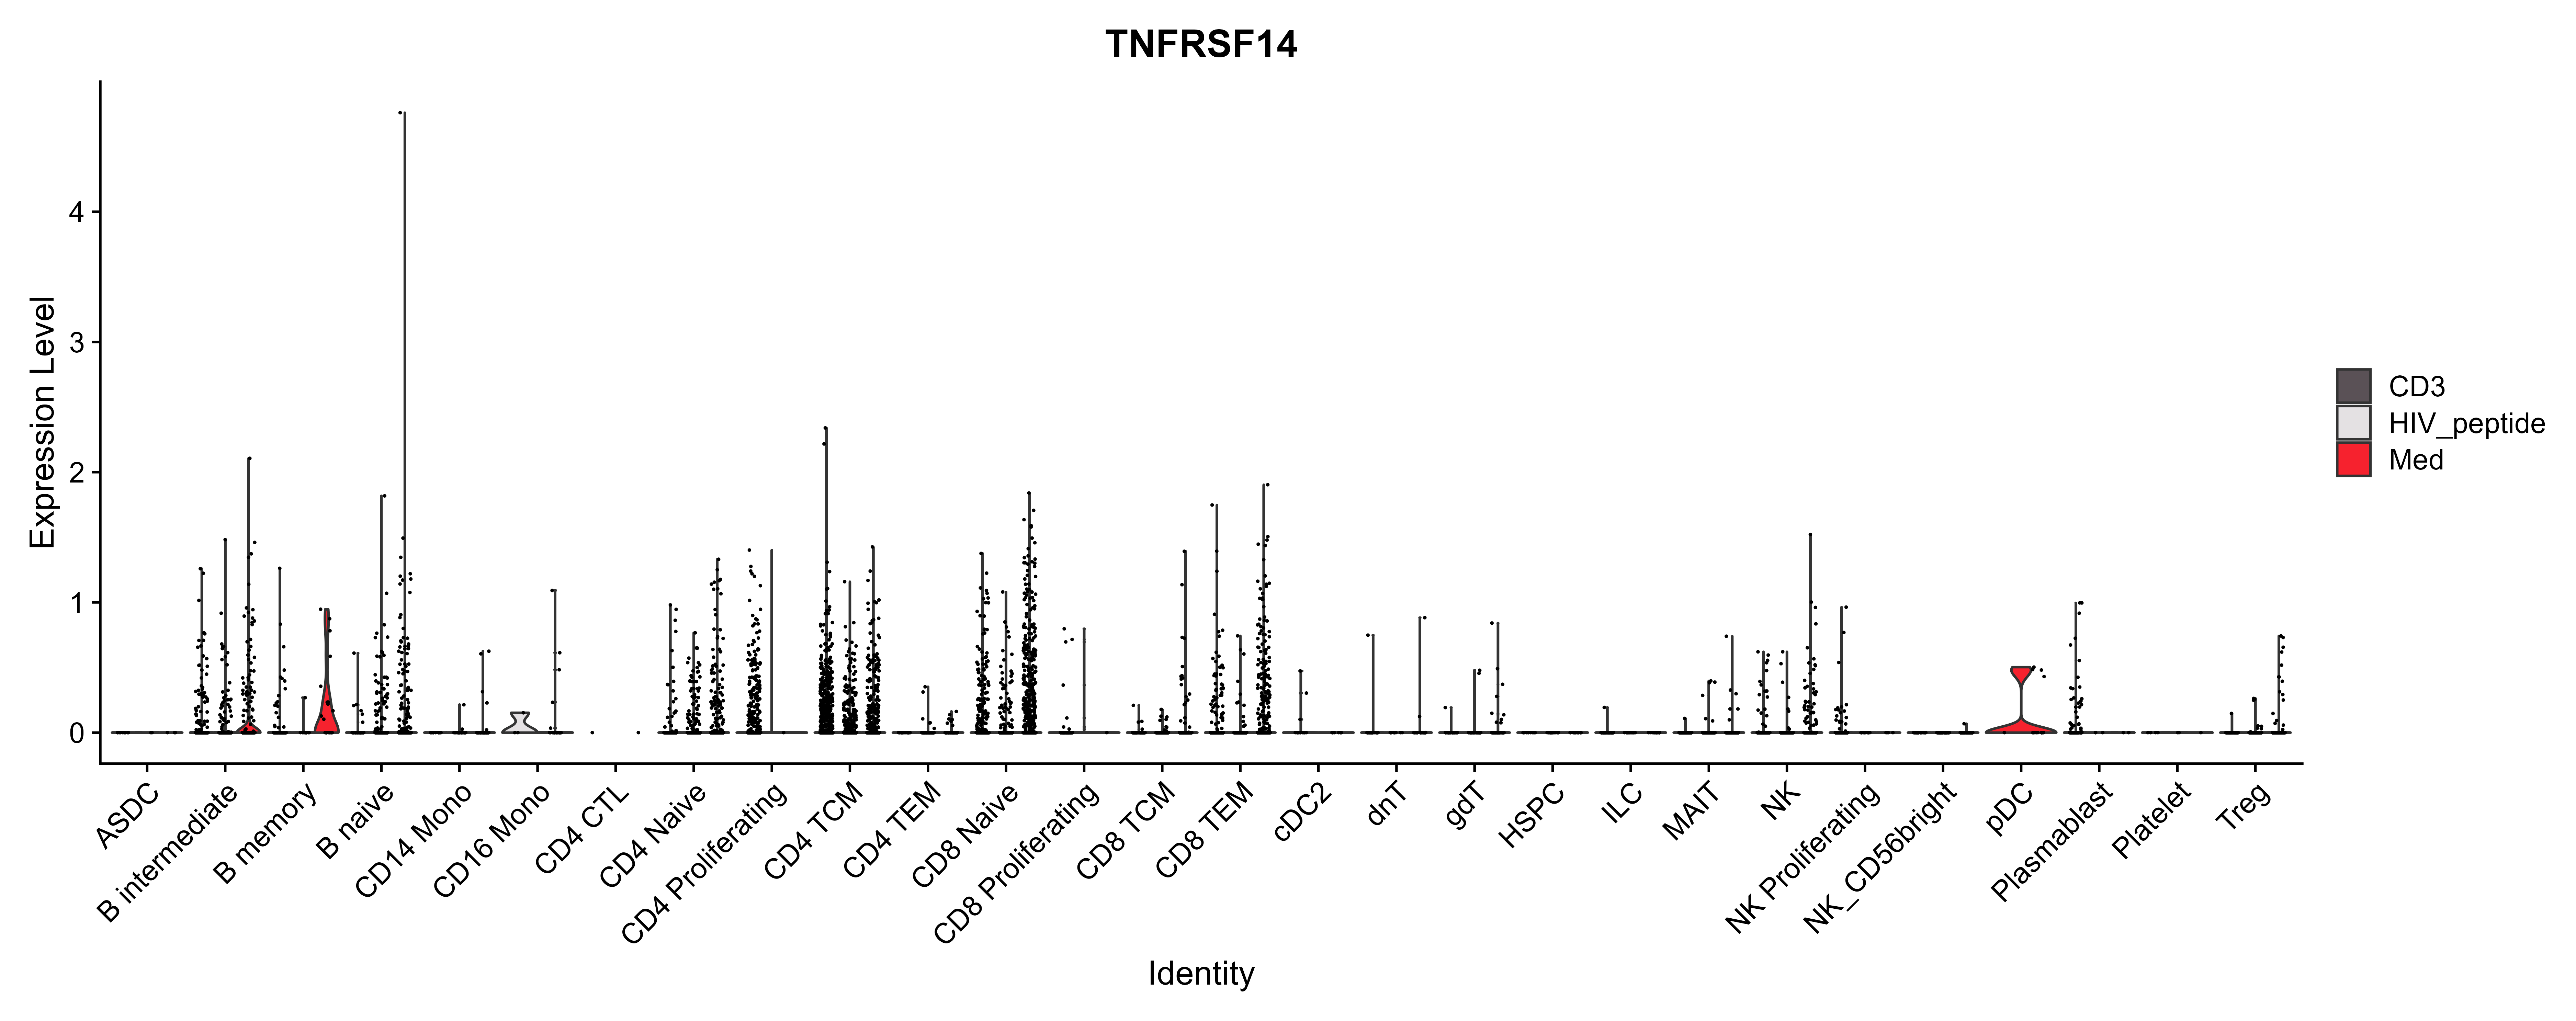 TNFRSF14
Expression Level
4
3
2
1
0
CD3
HIV_peptide
Med
ASDC
B intermediate
B memory
B naive
CD14 Mono
CD16 Mono
CD4 CTL
CD4 Naive
CD4 Proliferating
CD4 TCM
CD4 TEM
CD8 Naive
CD8 Proliferating
CD8 TCM
CD8 TEM
cDC2
dnT
gdT
HSPC
ILC
MAIT
NK
NK Proliferating
NK_CD56bright
pDC
Plasmablast
Platelet
Treg
Identity